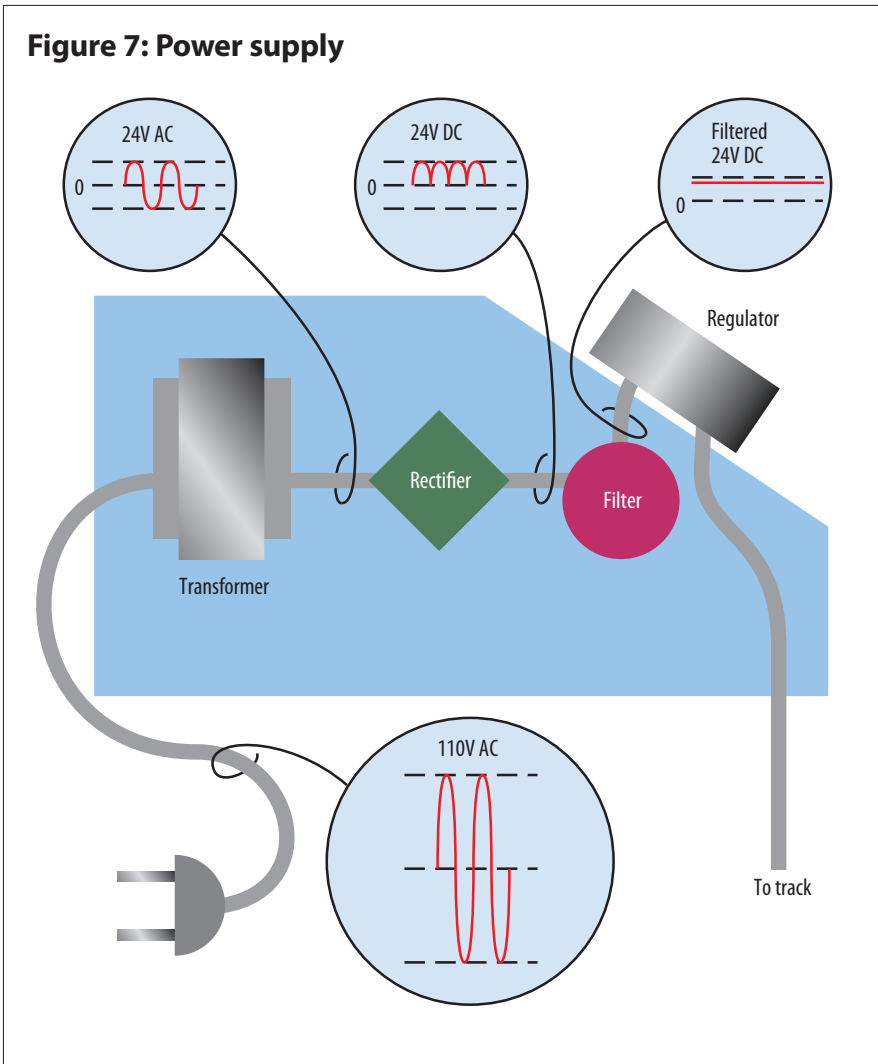 Figure 7: Power supply
24V AC
0
24V DC
0
Filtered
24V DC
0
Regulator
Rectifier
Filter
Transformer
110V AC
To track